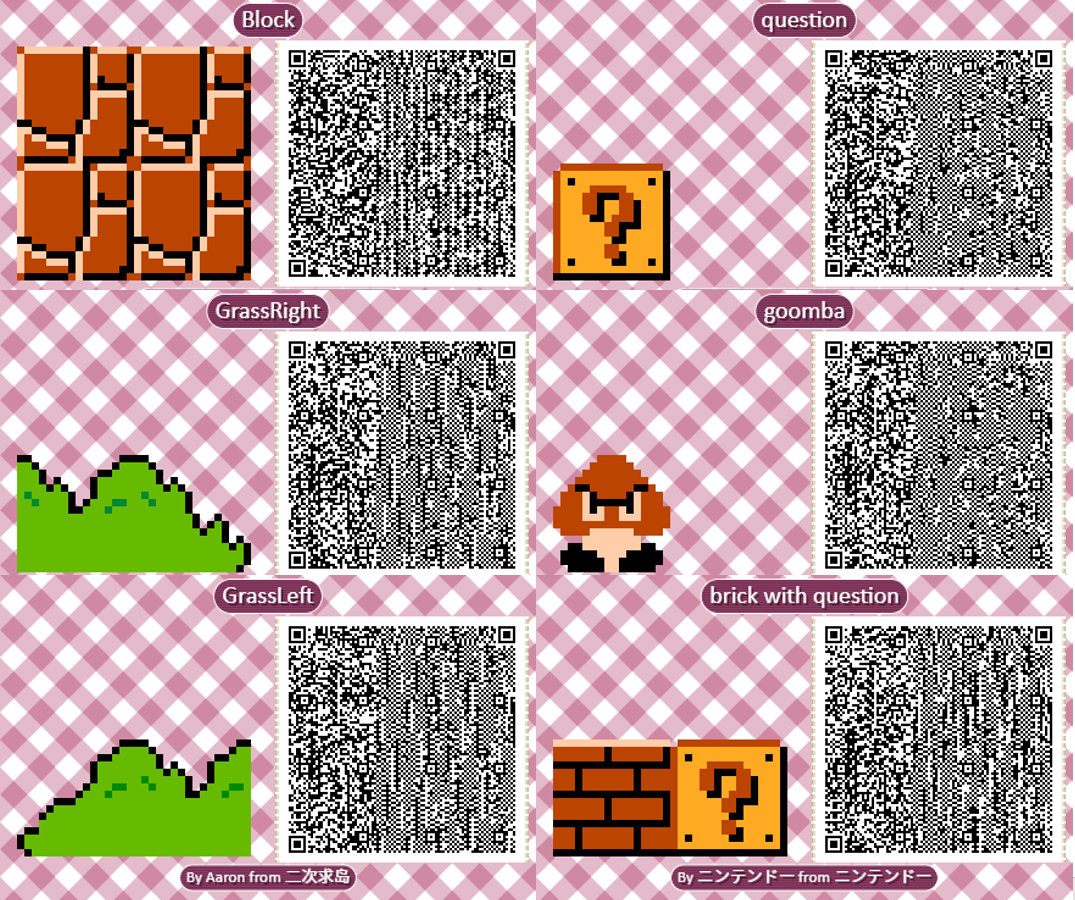 Block
question
GrassRight
goomba
GrassLeft
brick with question
By Aaron from 二次求岛
By ニンテンドー from ニンテンドー